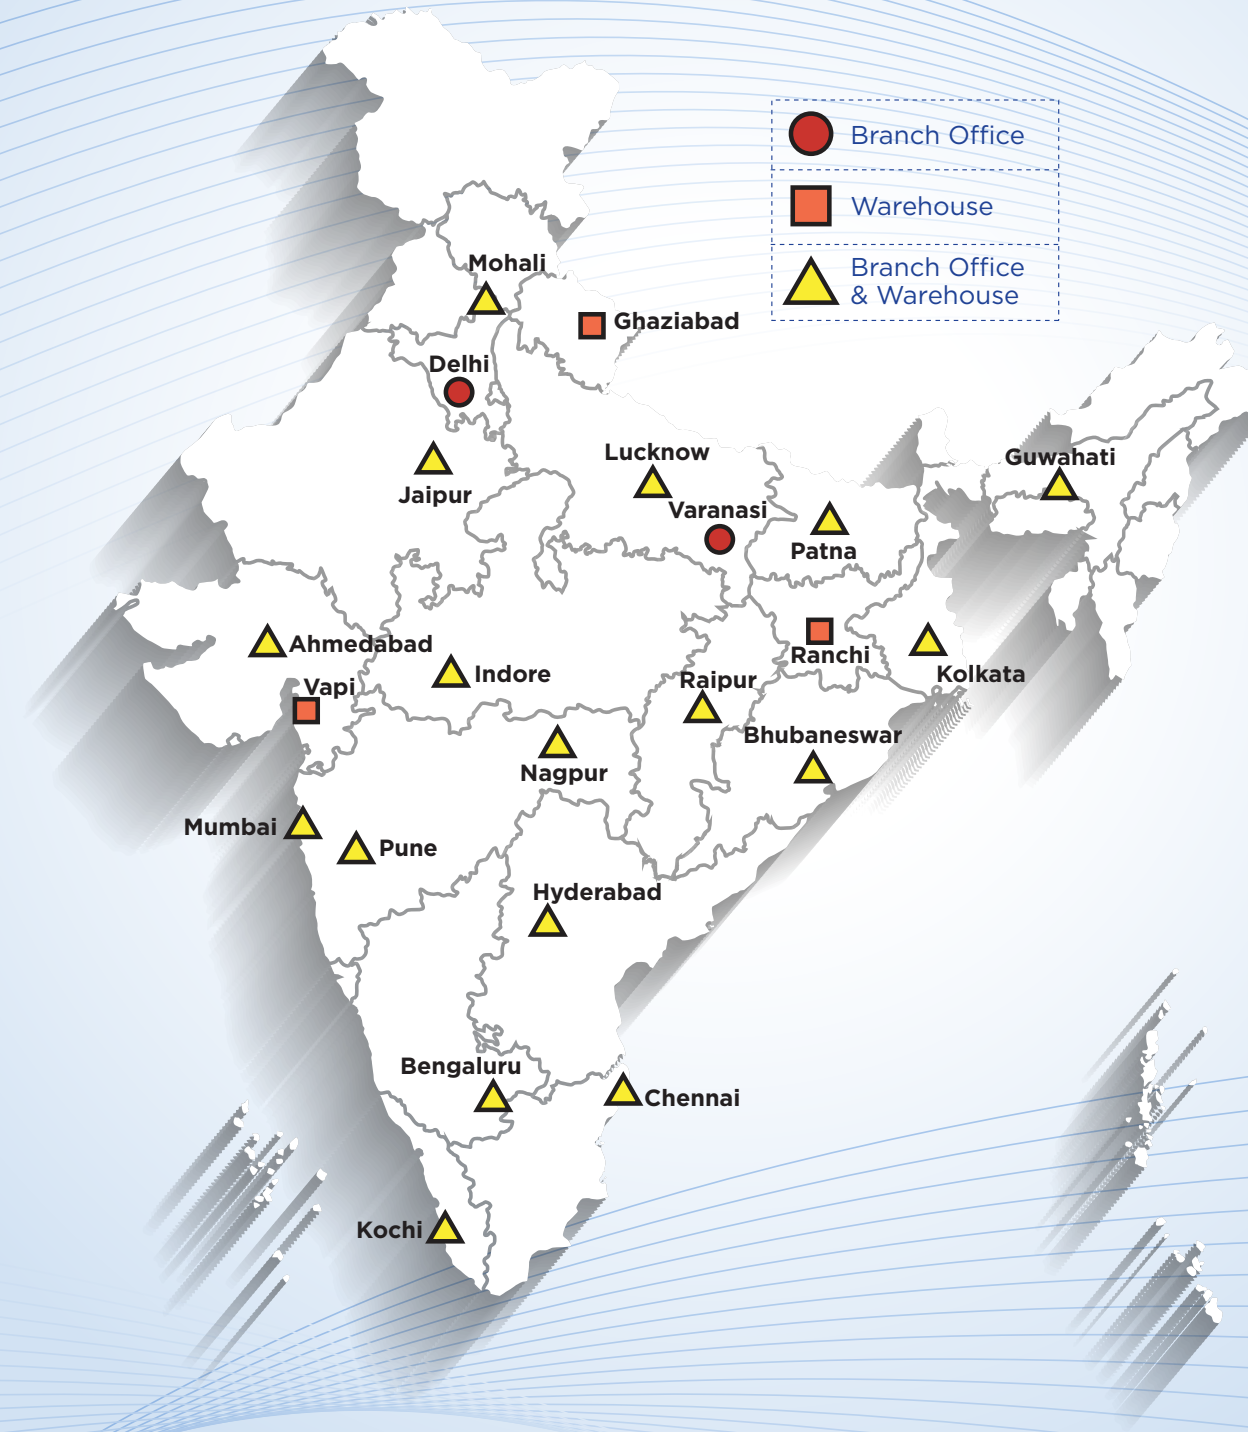 Branch Office
Warehouse
Branch Office
& Warehouse
Mohali
Ghaziabad
Delhi
Lucknow
Guwahati
Jaipur
Varanasi
Patna
Ahmedabad
Ranchi
Indore
Kolkata
Vapi
Raipur
Bhubaneswar
Nagpur
Mumbai
Pune
Hyderabad
Bengaluru
Chennai
Kochi